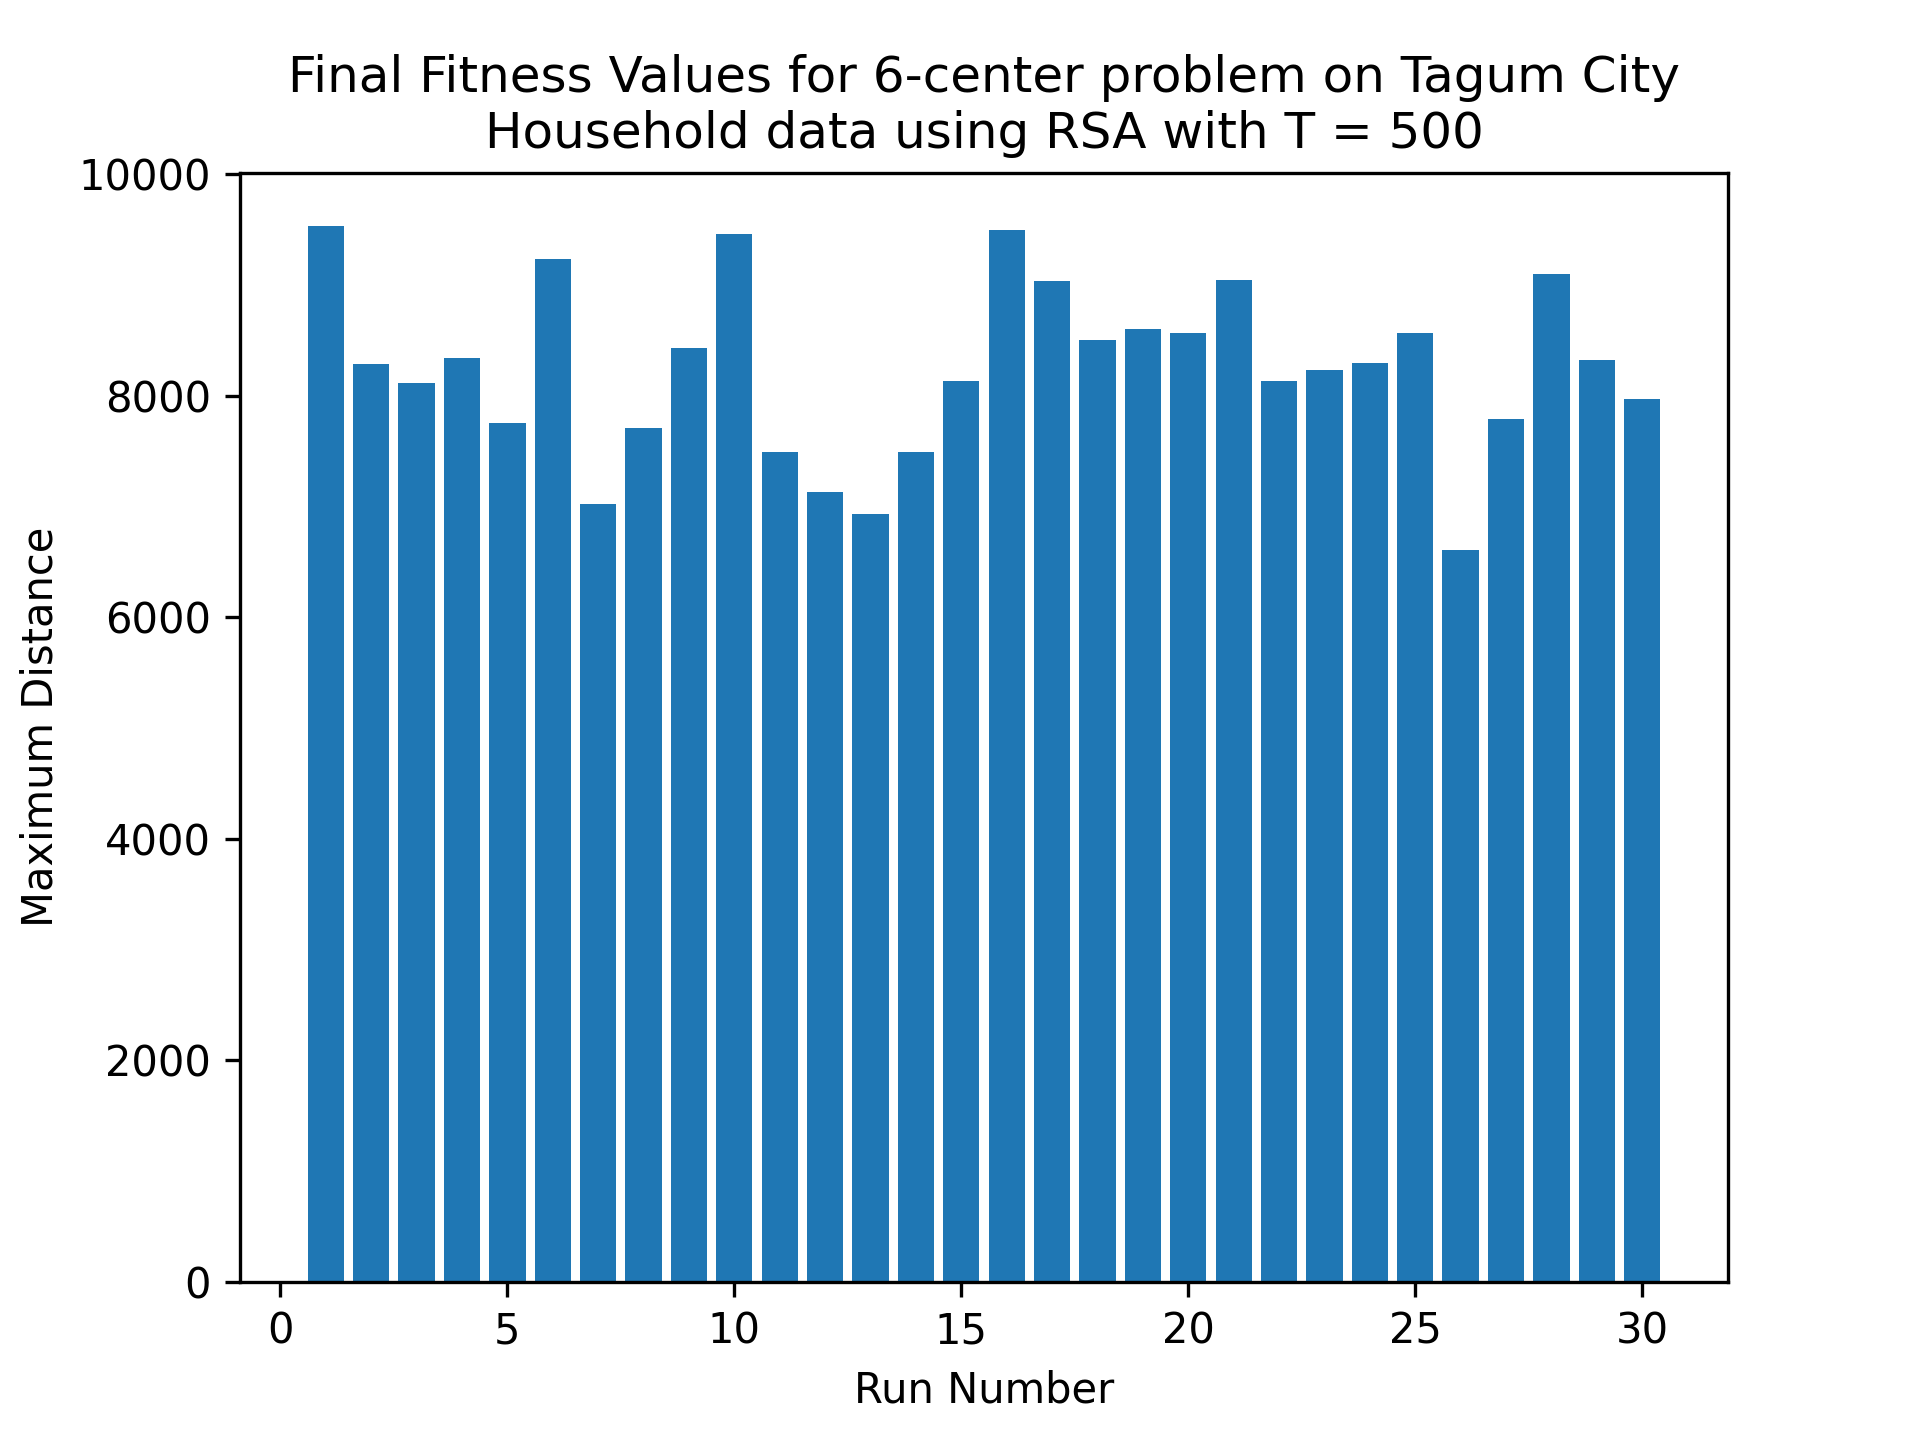 Final Fitness Values for 6-center problem on Tagum City
Household data using RSA with T = 500
10000
8000
6000
4000
2000
0
Maximum Distance
0 5 10 15 20 25 30
Run Number